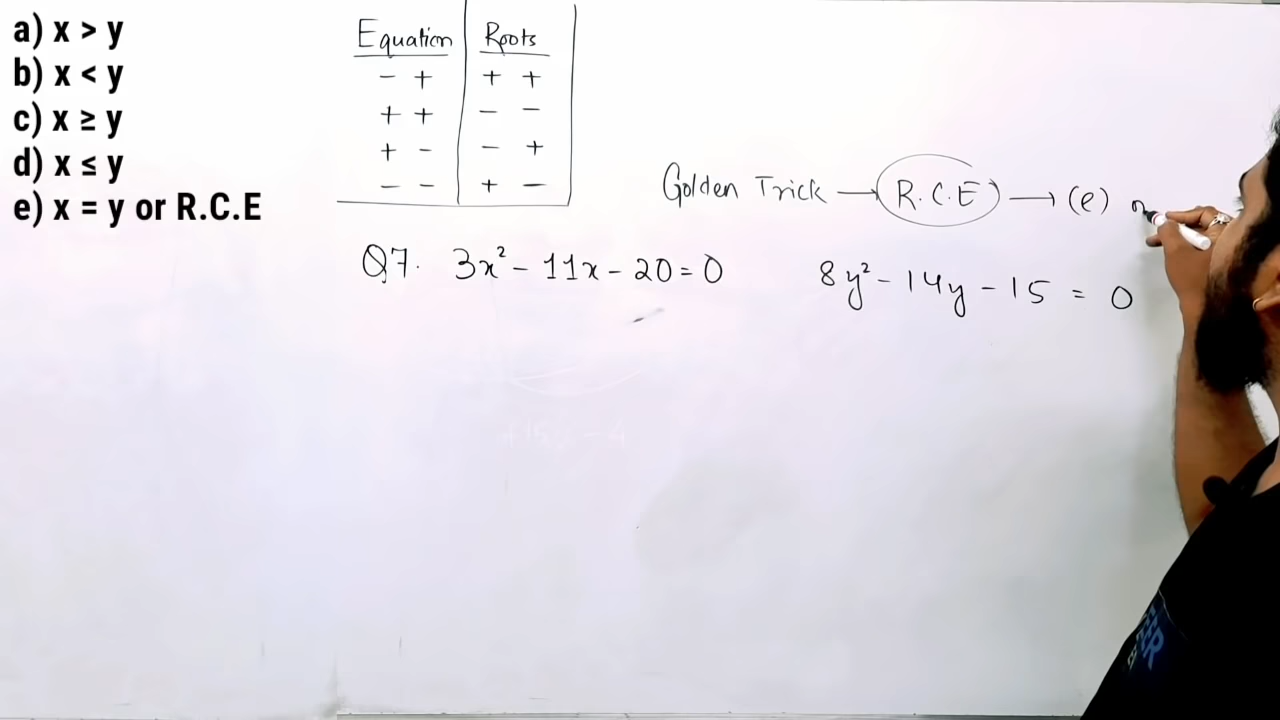 a) x > y
b) x < y
c) x ≥ y
d) x ≤ y
e) x = y or R.C.E
Equation Roots
− + + +
+ + − −
+ − − +
− − + −
Golden Trick → R.C.E → (e)
Q7. 3x² − 11x − 20 = 0 8y² − 14y − 15 = 0